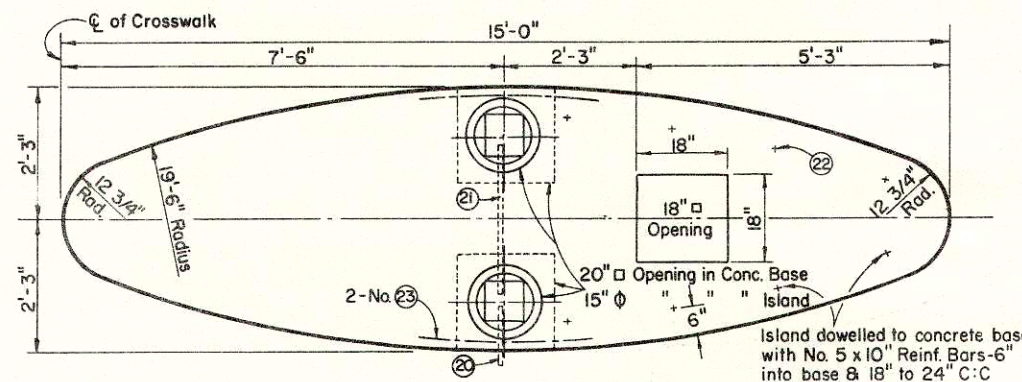 ℄ of Crosswalk
15'-0"
7'-6"
2'-3"
5'-3"
2'-3"
2'-3"
12 3/4"
Rad.
19'-6" Radius
21
18"
18" □
Opening
18"
22
12 3/4"
Rad.
20" □ Opening in Conc. Base
15" ϕ " " " Island
6"
2-No. 23
20
Island dowelled to concrete base
with No. 5 x 10" Reinf. Bars-6"
into base & 18" to 24" C:C